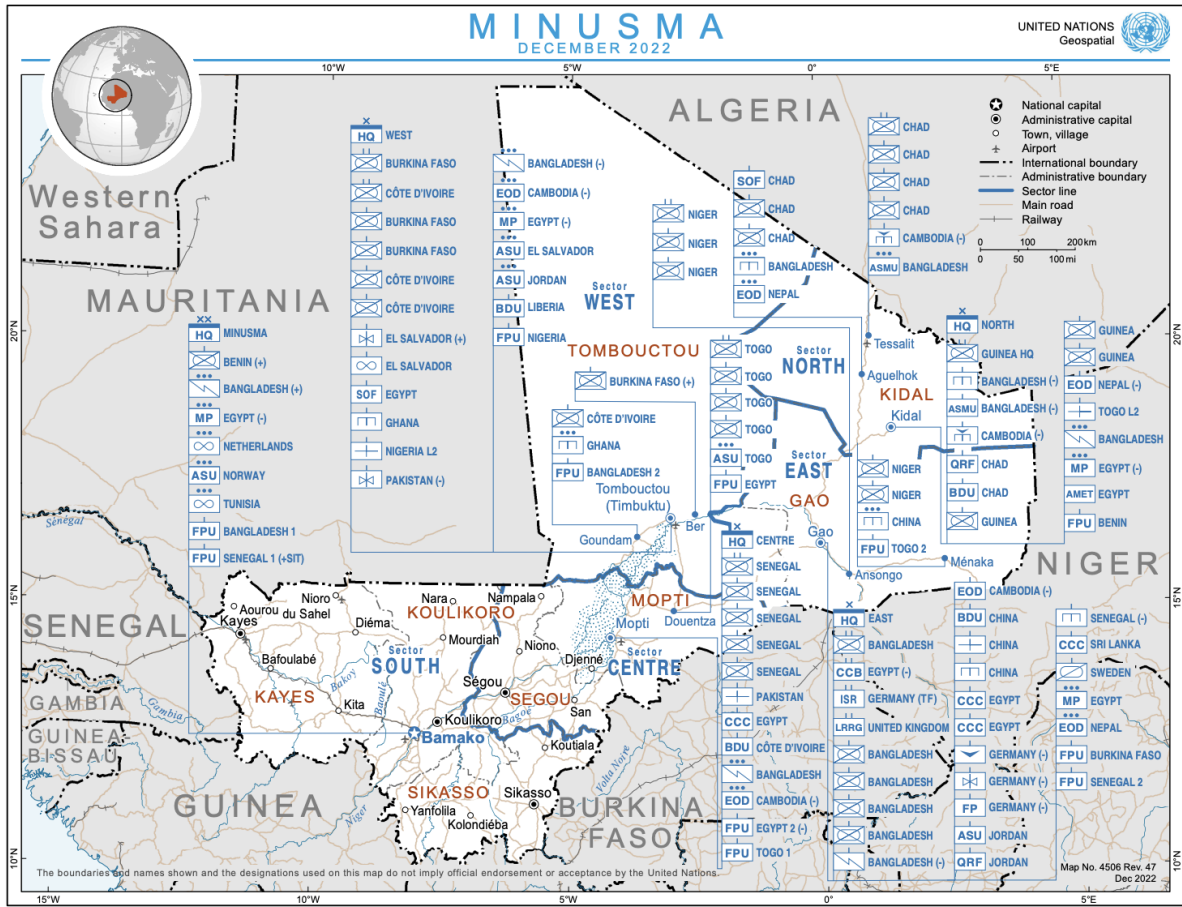 MINUSMA
DECEMBER 2022
UNITED NATIONS
Geospatial
10°W
5°W
0°
5°E
National capital
Administrative capital
Town, village
Airport
International boundary
Administrative boundary
Sector line
Main road
Railway
0 100 200 km
0 50 100 mi
ALGERIA
Western
Sahara
MAURITANIA
SENEGAL
GAMBIA
GUINEA
BISSAU
GUINEA
BURKINA
FASO
NIGER
20°N
15°N
10°N
20°N
15°N
HQ MINUSMA
BENIN (+)
BANGLADESH (+)
MP EGYPT (-)
NETHERLANDS
ASU NORWAY
TUNISIA
FPU BANGLADESH 1
FPU SENEGAL 1 (+SIT)
HQ WEST
BURKINA FASO
CÔTE D'IVOIRE
BURKINA FASO
BURKINA FASO
CÔTE D'IVOIRE
CÔTE D'IVOIRE
EL SALVADOR (+)
EL SALVADOR
SOF EGYPT
GHANA
NIGERIA L2
PAKISTAN (-)
BANGLADESH (-)
EOD CAMBODIA (-)
MP EGYPT (-)
ASU EL SALVADOR
ASU JORDAN
BDU LIBERIA
FPU NIGERIA
NIGER
NIGER
NIGER
SOF CHAD
CHAD
CHAD
BANGLADESH
EOD NEPAL
CHAD
CHAD
CHAD
CHAD
CAMBODIA (-)
ASMU BANGLADESH
BURKINA FASO (+)
CÔTE D'IVOIRE
GHANA
FPU BANGLADESH 2
TOGO
TOGO
TOGO
TOGO
ASU TOGO
FPU EGYPT
HQ NORTH
GUINEA HQ
BANGLADESH (-)
ASMU BANGLADESH (-)
CAMBODIA (-)
QRF CHAD
BDU CHAD
GUINEA
GUINEA
GUINEA
EOD NEPAL (-)
TOGO L2
BANGLADESH
MP EGYPT (-)
AMET EGYPT
FPU BENIN
NIGER
NIGER
CHINA
FPU TOGO 2
HQ CENTRE
SENEGAL
SENEGAL
SENEGAL
SENEGAL
SENEGAL
PAKISTAN
CCC EGYPT
BDU CÔTE D'IVOIRE
BANGLADESH
EOD CAMBODIA (-)
FPU EGYPT 2 (-)
FPU TOGO 1
HQ EAST
BANGLADESH
CCB EGYPT (-)
ISR GERMANY (TF)
LRRG UNITED KINGDOM
BANGLADESH
BANGLADESH
BANGLADESH
BANGLADESH
BANGLADESH (-)
EOD CAMBODIA (-)
BDU CHINA
CHINA
CHINA
CCC EGYPT
CCC EGYPT
GERMANY (-)
GERMANY (-)
FP GERMANY (-)
ASU JORDAN
QRF JORDAN
SENEGAL (-)
CCC SRI LANKA
SWEDEN
MP EGYPT
EOD NEPAL
FPU BURKINA FASO
FPU SENEGAL 2
Sector
WEST
Sector
NORTH
Sector
EAST
Sector
SOUTH
Sector
CENTRE
TOMBOUCTOU
KIDAL
GAO
MOPTI
KOULIKORO
KAYES
SEGOU
SIKASSO
Tessalit
Aguelhok
Kidal
Tombouctou
(Timbuktu)
Ber
Goundam
Gao
Ansongo
Ménaka
Mopti
Douentza
Djenné
Nioro
du Sahel
Nara
Nampala
Aourou
Kayes
Diéma
Mourdiah
Niono
Bafoulabé
Ségou
San
Kita
Koulikoro
Bamako
Koutiala
Sikasso
Yanfolila
Kolondiéba
Sénégal
Gambia
Bakoy
Baoulé
Bagoé
Niger
Volta Noire
The boundaries and names shown and the designations used on this map do not imply official endorsement or acceptance by the United Nations.
Map No. 4506 Rev. 47
Dec 2022
15°W
10°W
5°W
0°
5°E